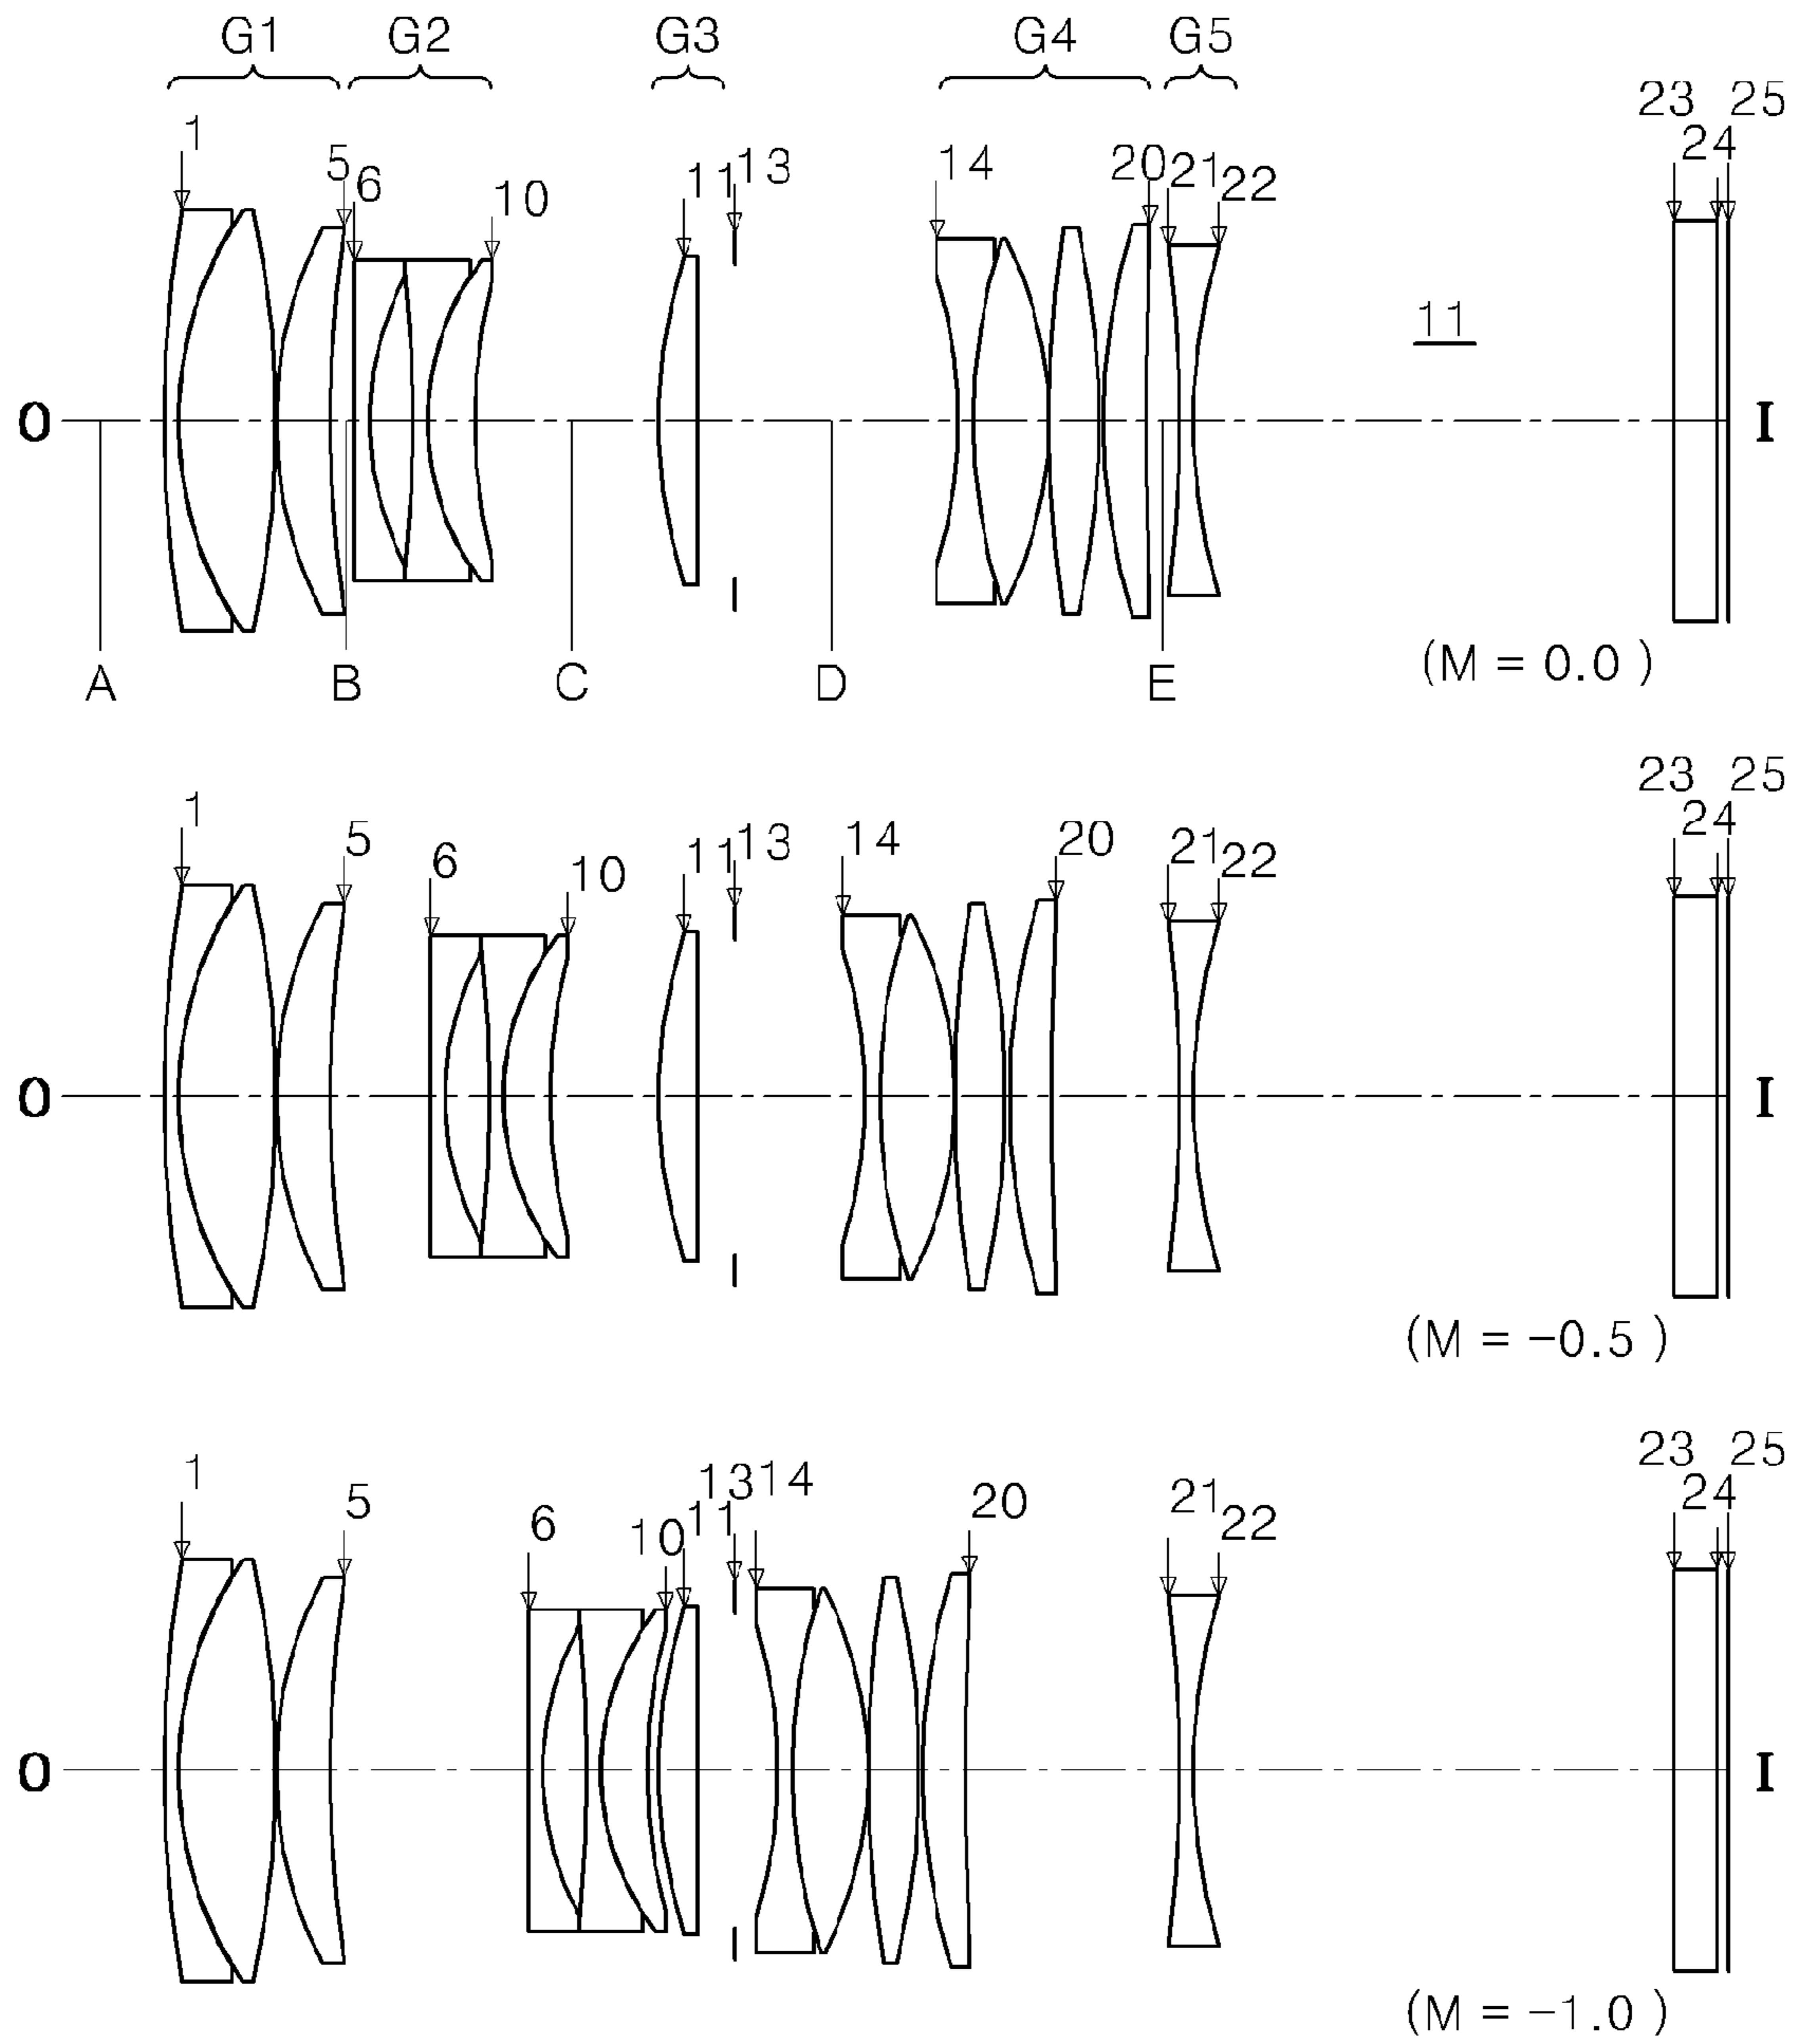 G1 G2 G3 G4 G5
23 25
1 24
5 6 10 11 13 14 20 21 22
11
O I
(M = 0.0 )
A B C D E
23 25
1 24
5 6 10 11 13 14 20 21 22
O I
(M = −0.5 )
23 25
1 13 14 24
5 6 10 11 20 21 22
O I
(M = −1.0 )